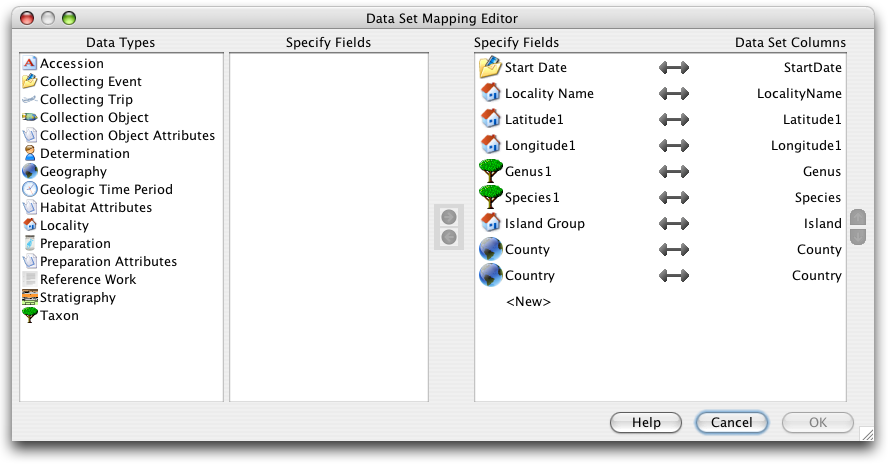 Data Set Mapping Editor
Data Types
Specify Fields
Specify Fields
Data Set Columns
Accession
Collecting Event
Collecting Trip
Collection Object
Collection Object Attributes
Determination
Geography
Geologic Time Period
Habitat Attributes
Locality
Preparation
Preparation Attributes
Reference Work
Stratigraphy
Taxon
Start Date StartDate
Locality Name LocalityName
Latitude1 Latitude1
Longitude1 Longitude1
Genus1 Genus
Species1 Species
Island Group Island
County County
Country Country
<New>
Help Cancel OK